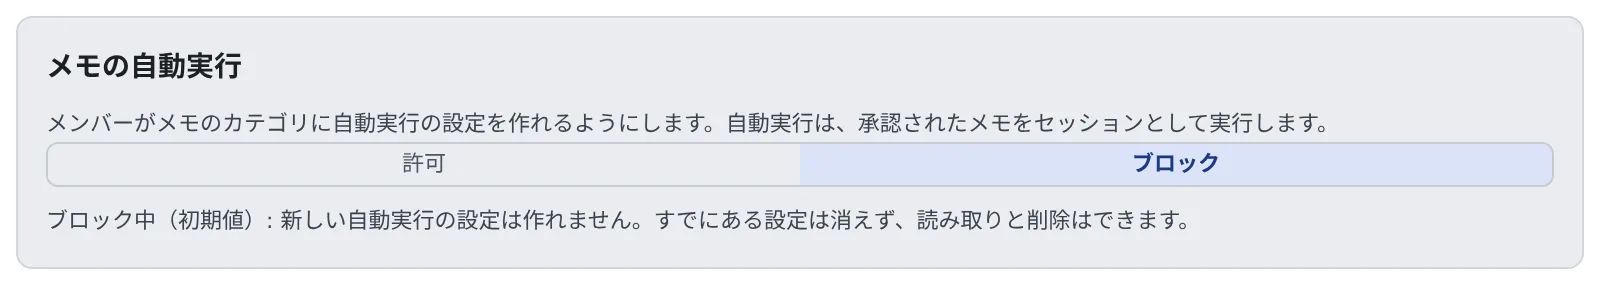 メモの自動実行
メンバーがメモのカテゴリに自動実行の設定を作れるようにします。自動実行は、承認されたメモをセッションとして実行します。
許可
ブロック
ブロック中（初期値）: 新しい自動実行の設定は作れません。すでにある設定は消えず、読み取りと削除はできます。